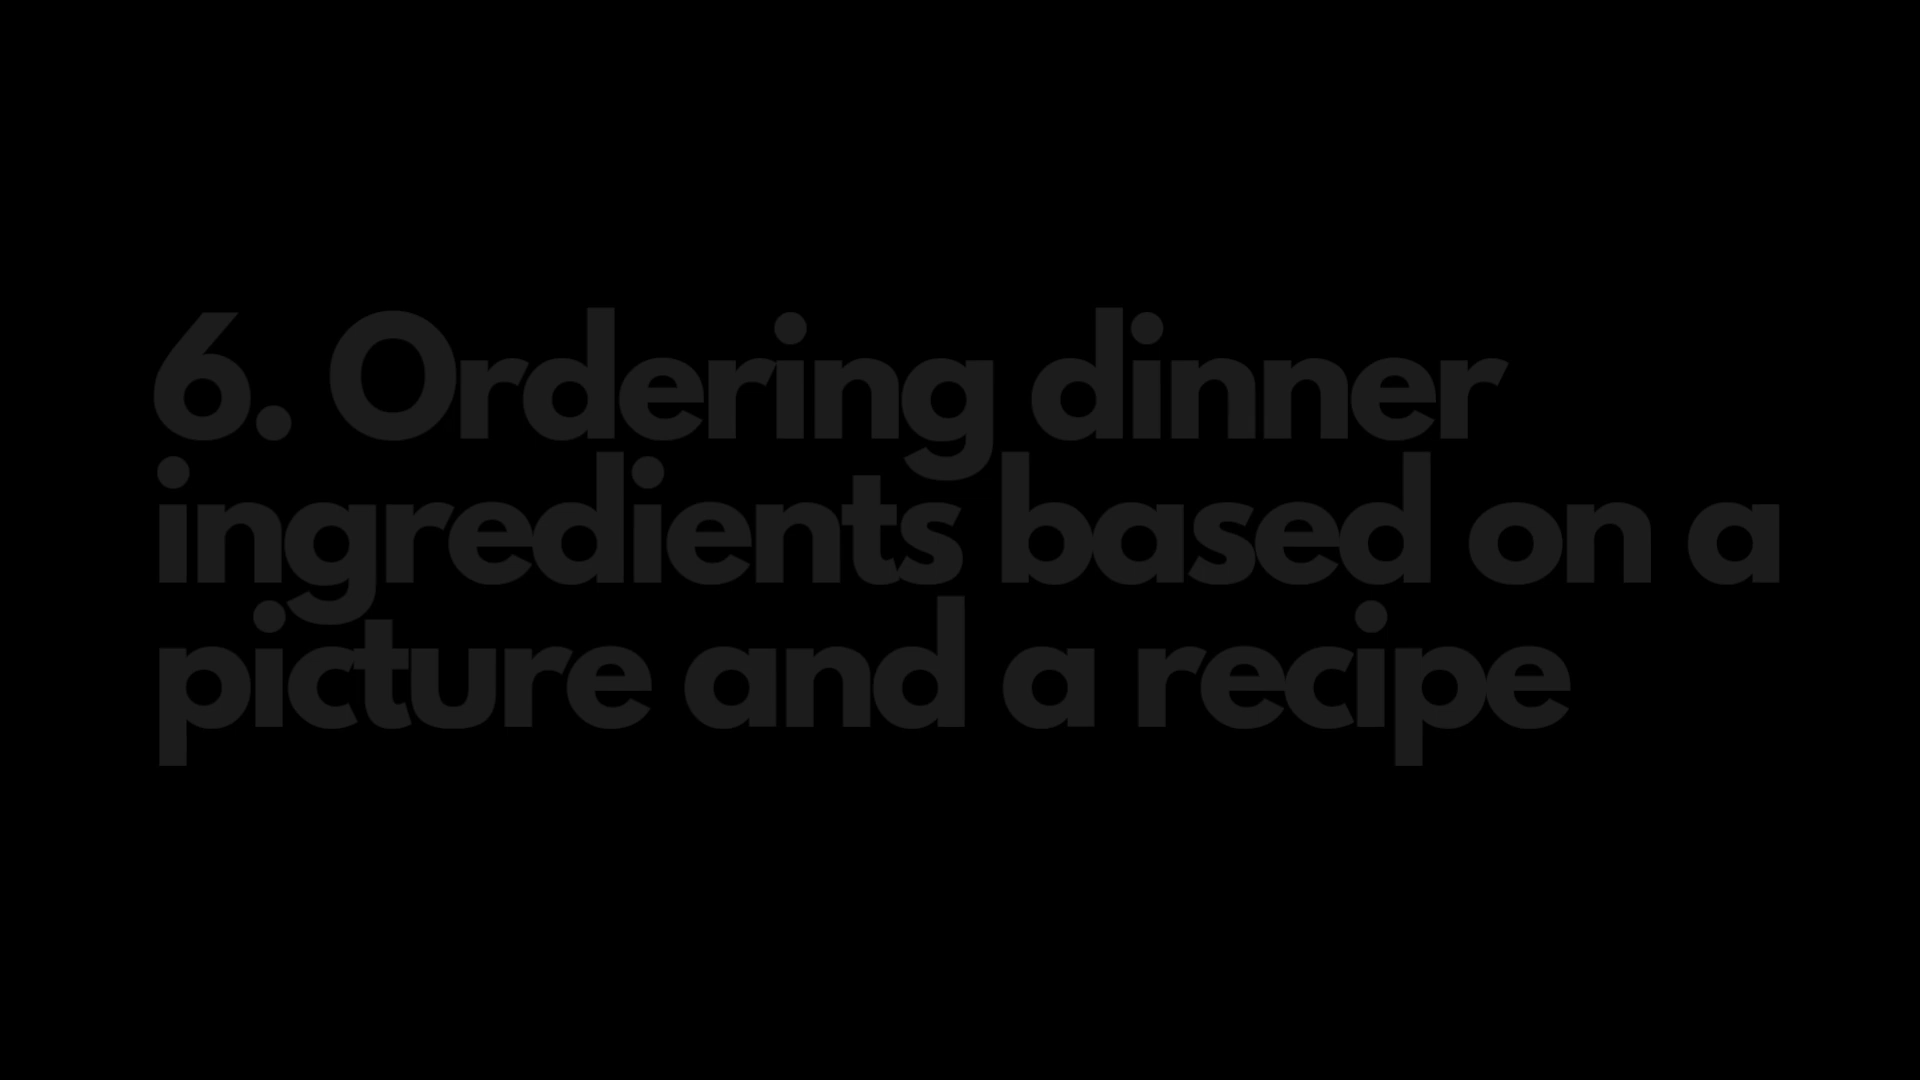 6. Ordering dinner
ingredients based on a
picture and a recipe